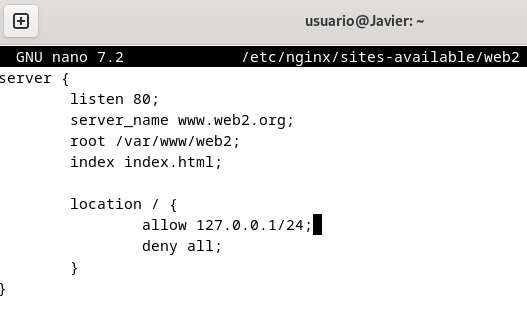 usuario@Javier: ~
GNU nano 7.2 /etc/nginx/sites-available/web2
server {
listen 80;
server_name www.web2.org;
root /var/www/web2;
index index.html;
location / {
allow 127.0.0.1/24;
deny all;
}
}